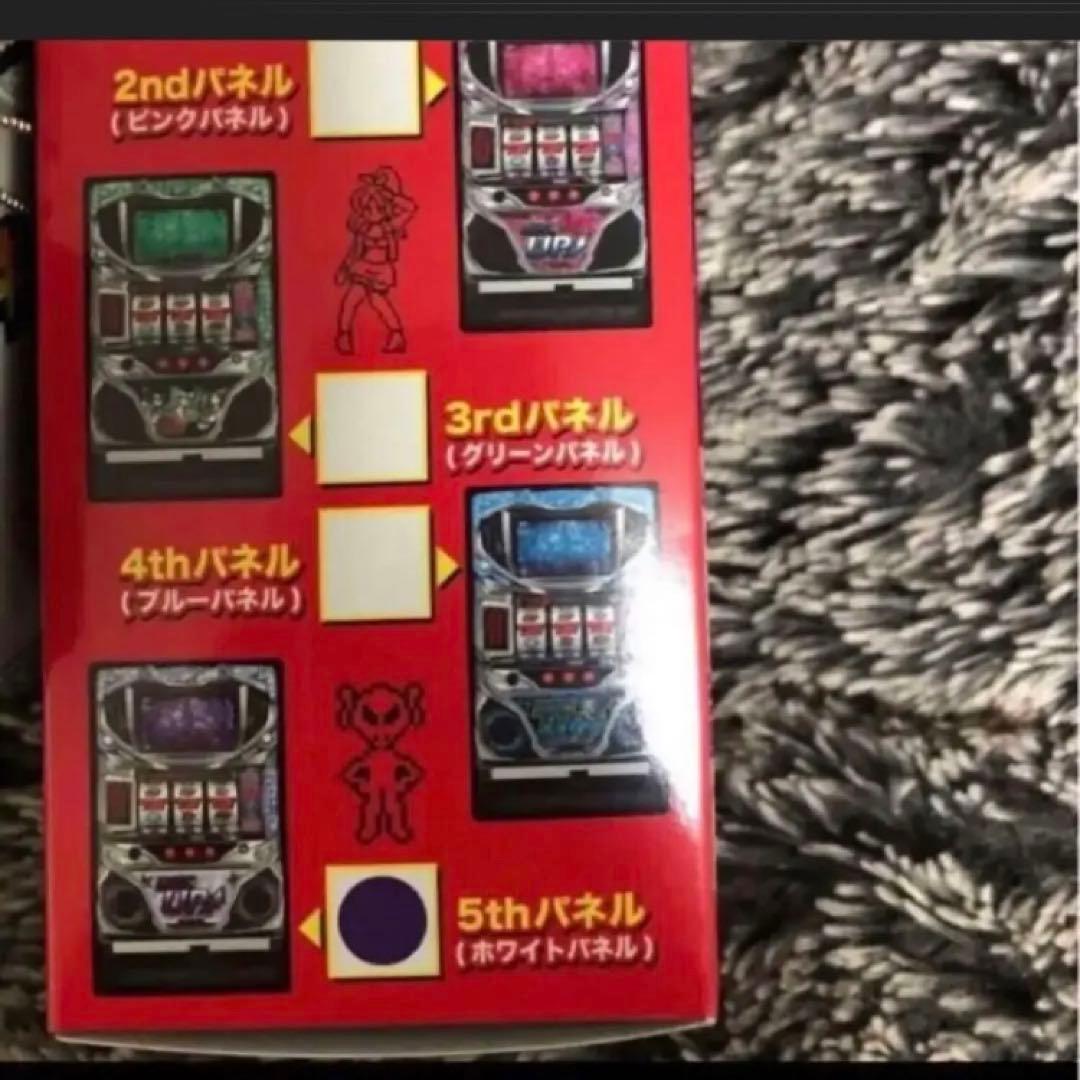 2ndパネル
(ピンクパネル)
3rdパネル
(グリーンパネル)
4thパネル
(ブルーパネル)
5thパネル
(ホワイトパネル)